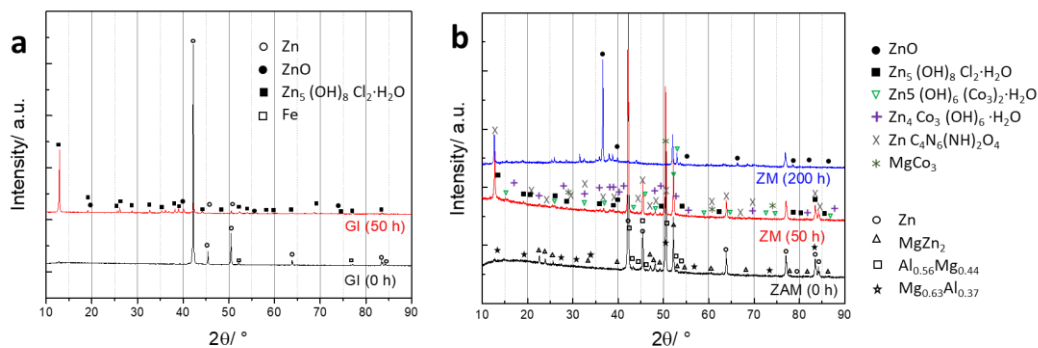 a
Intensity/ a.u.
Zn
ZnO
Zn5 (OH)8 Cl2·H2O
Fe
GI (50 h)
GI (0 h)
10 20 30 40 50 60 70 80 90
2θ/ °
b
Intensity/ a.u.
ZM (200 h)
ZM (50 h)
ZAM (0 h)
10 20 30 40 50 60 70 80 90
2θ/ °
ZnO
Zn5 (OH)8 Cl2·H2O
Zn5 (OH)6 (Co3)2·H2O
Zn4 Co3 (OH)6 ·H2O
Zn C4N6(NH)2O4
MgCo3
Zn
MgZn2
Al0.56Mg0.44
Mg0.63Al0.37